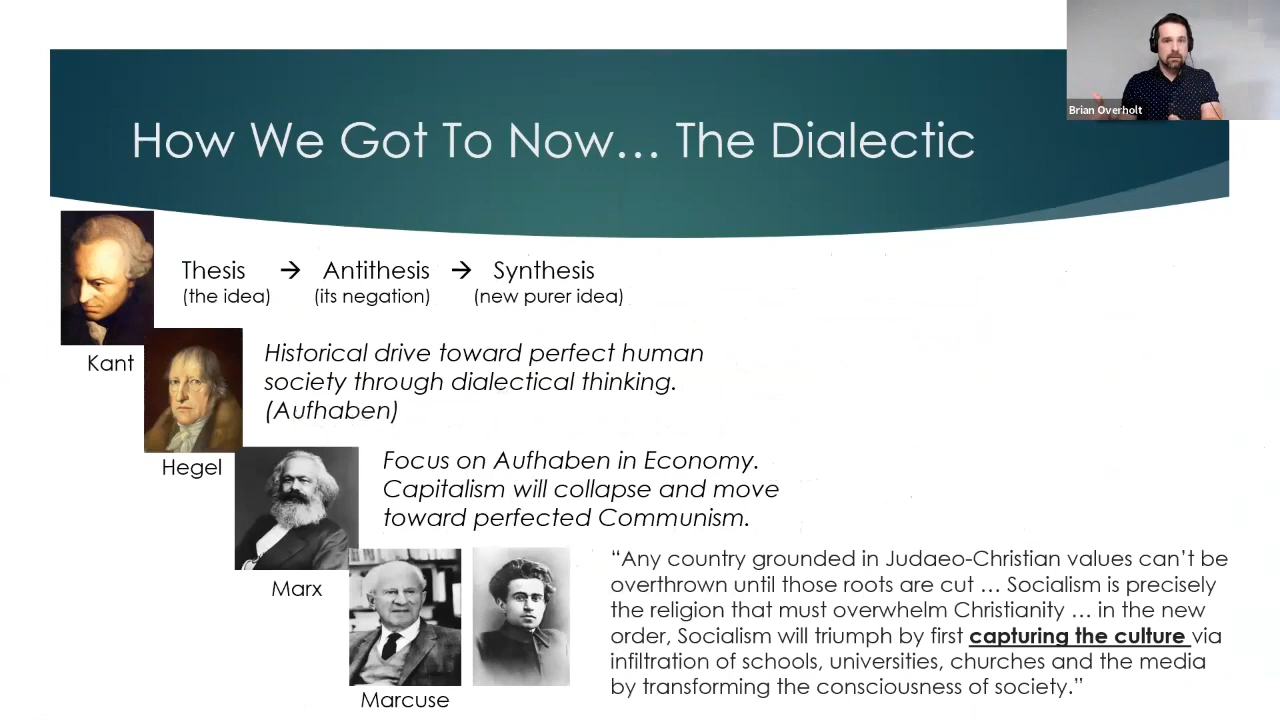 Brian Overholt
How We Got To Now... The Dialectic
Thesis → Antithesis → Synthesis
(the idea) (its negation) (new purer idea)
Kant
Historical drive toward perfect human
society through dialectical thinking.
(Aufhaben)
Hegel
Focus on Aufhaben in Economy.
Capitalism will collapse and move
toward perfected Communism.
Marx
“Any country grounded in Judaeo-Christian values can’t be
overthrown until those roots are cut ... Socialism is precisely
the religion that must overwhelm Christianity ... in the new
order, Socialism will triumph by first capturing the culture via
infiltration of schools, universities, churches and the media
by transforming the consciousness of society.”
Marcuse